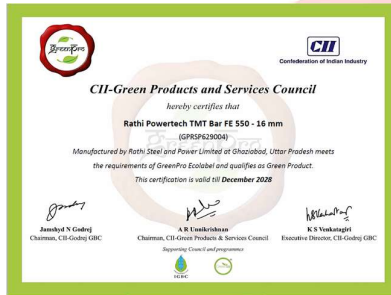 GreenPro
CII
Confederation of Indian Industry
CII-Green Products and Services Council
hereby certifies that
Rathi Powertech TMT Bar FE 550 - 16 mm
(GPRSP629004)
Manufactured by Rathi Steel and Power Limited at Ghaziabad, Uttar Pradesh meets
the requirements of GreenPro Ecolabel and qualifies as Green Product.
This certification is valid till December 2028
Jamshyd N Godrej
Chairman, CII-Godrej GBC
A R Unnikrishnan
Chairman, CII-Green Products & Services Council
K S Venkatagiri
Executive Director, CII-Godrej GBC
Supporting Council and programmes
IGBC